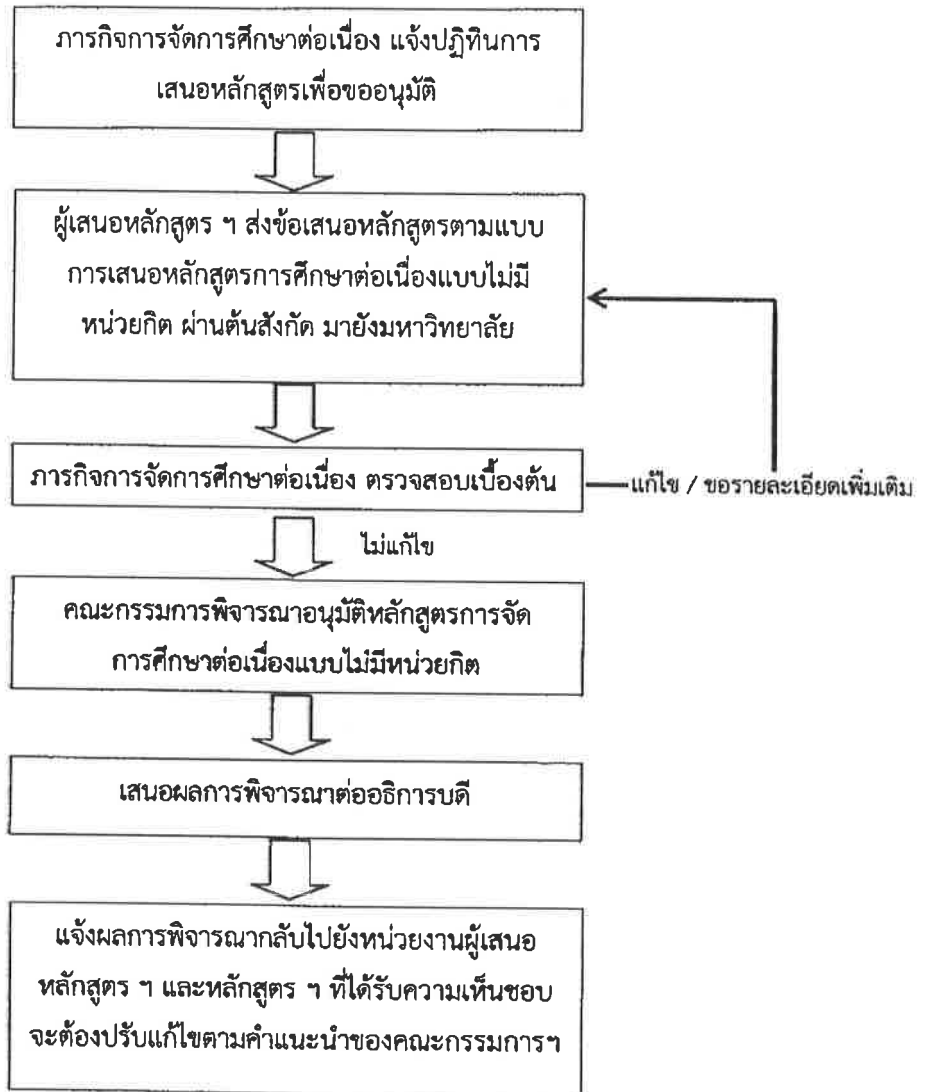 ภารกิจการจัดการศึกษาต่อเนื่อง แจ้งปฏิทินการ
เสนอหลักสูตรเพื่อขออนุมัติ
ผู้เสนอหลักสูตร ฯ ส่งข้อเสนอหลักสูตรตามแบบ
การเสนอหลักสูตรการศึกษาต่อเนื่องแบบไม่มี
หน่วยกิต ผ่านต้นสังกัด มายังมหาวิทยาลัย
ภารกิจการจัดการศึกษาต่อเนื่อง ตรวจสอบเบื้องต้น
แก้ไข / ขอรายละเอียดเพิ่มเติม
ไม่แก้ไข
คณะกรรมการพิจารณาอนุมัติหลักสูตรการจัด
การศึกษาต่อเนื่องแบบไม่มีหน่วยกิต
เสนอผลการพิจารณาต่ออธิการบดี
แจ้งผลการพิจารณากลับไปยังหน่วยงานผู้เสนอ
หลักสูตร ฯ และหลักสูตร ฯ ที่ได้รับความเห็นชอบ
จะต้องปรับแก้ไขตามคำแนะนำของคณะกรรมการฯ